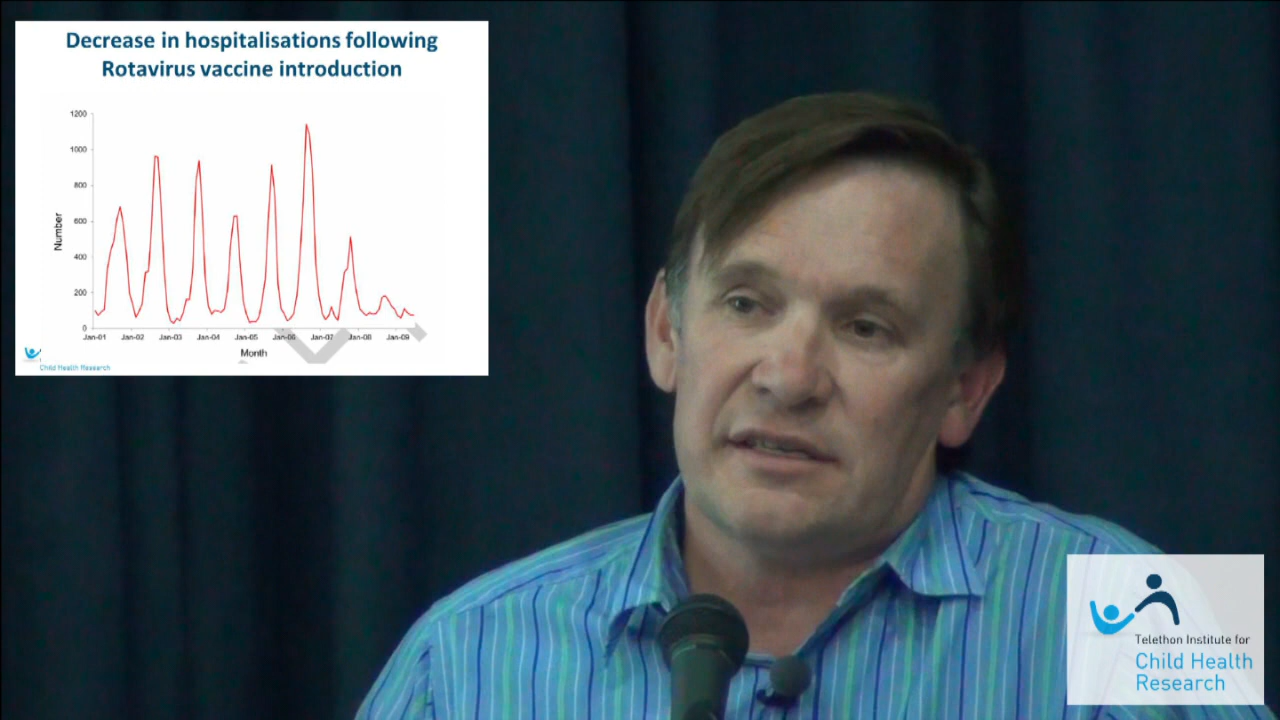 Decrease in hospitalisations following
Rotavirus vaccine introduction
1200
1000
800
600
400
200
0
Number
Jan-01 Jan-02 Jan-03 Jan-04 Jan-05 Jan-06 Jan-07 Jan-08 Jan-09
Month
Child Health Research
Telethon Institute for
Child Health
Research